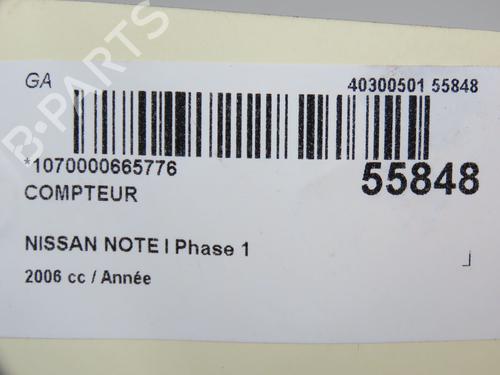 GA
40300501 55848
*1070000665776
55848
COMPTEUR
NISSAN NOTE I Phase 1
2006 cc / Année
B-PARTS